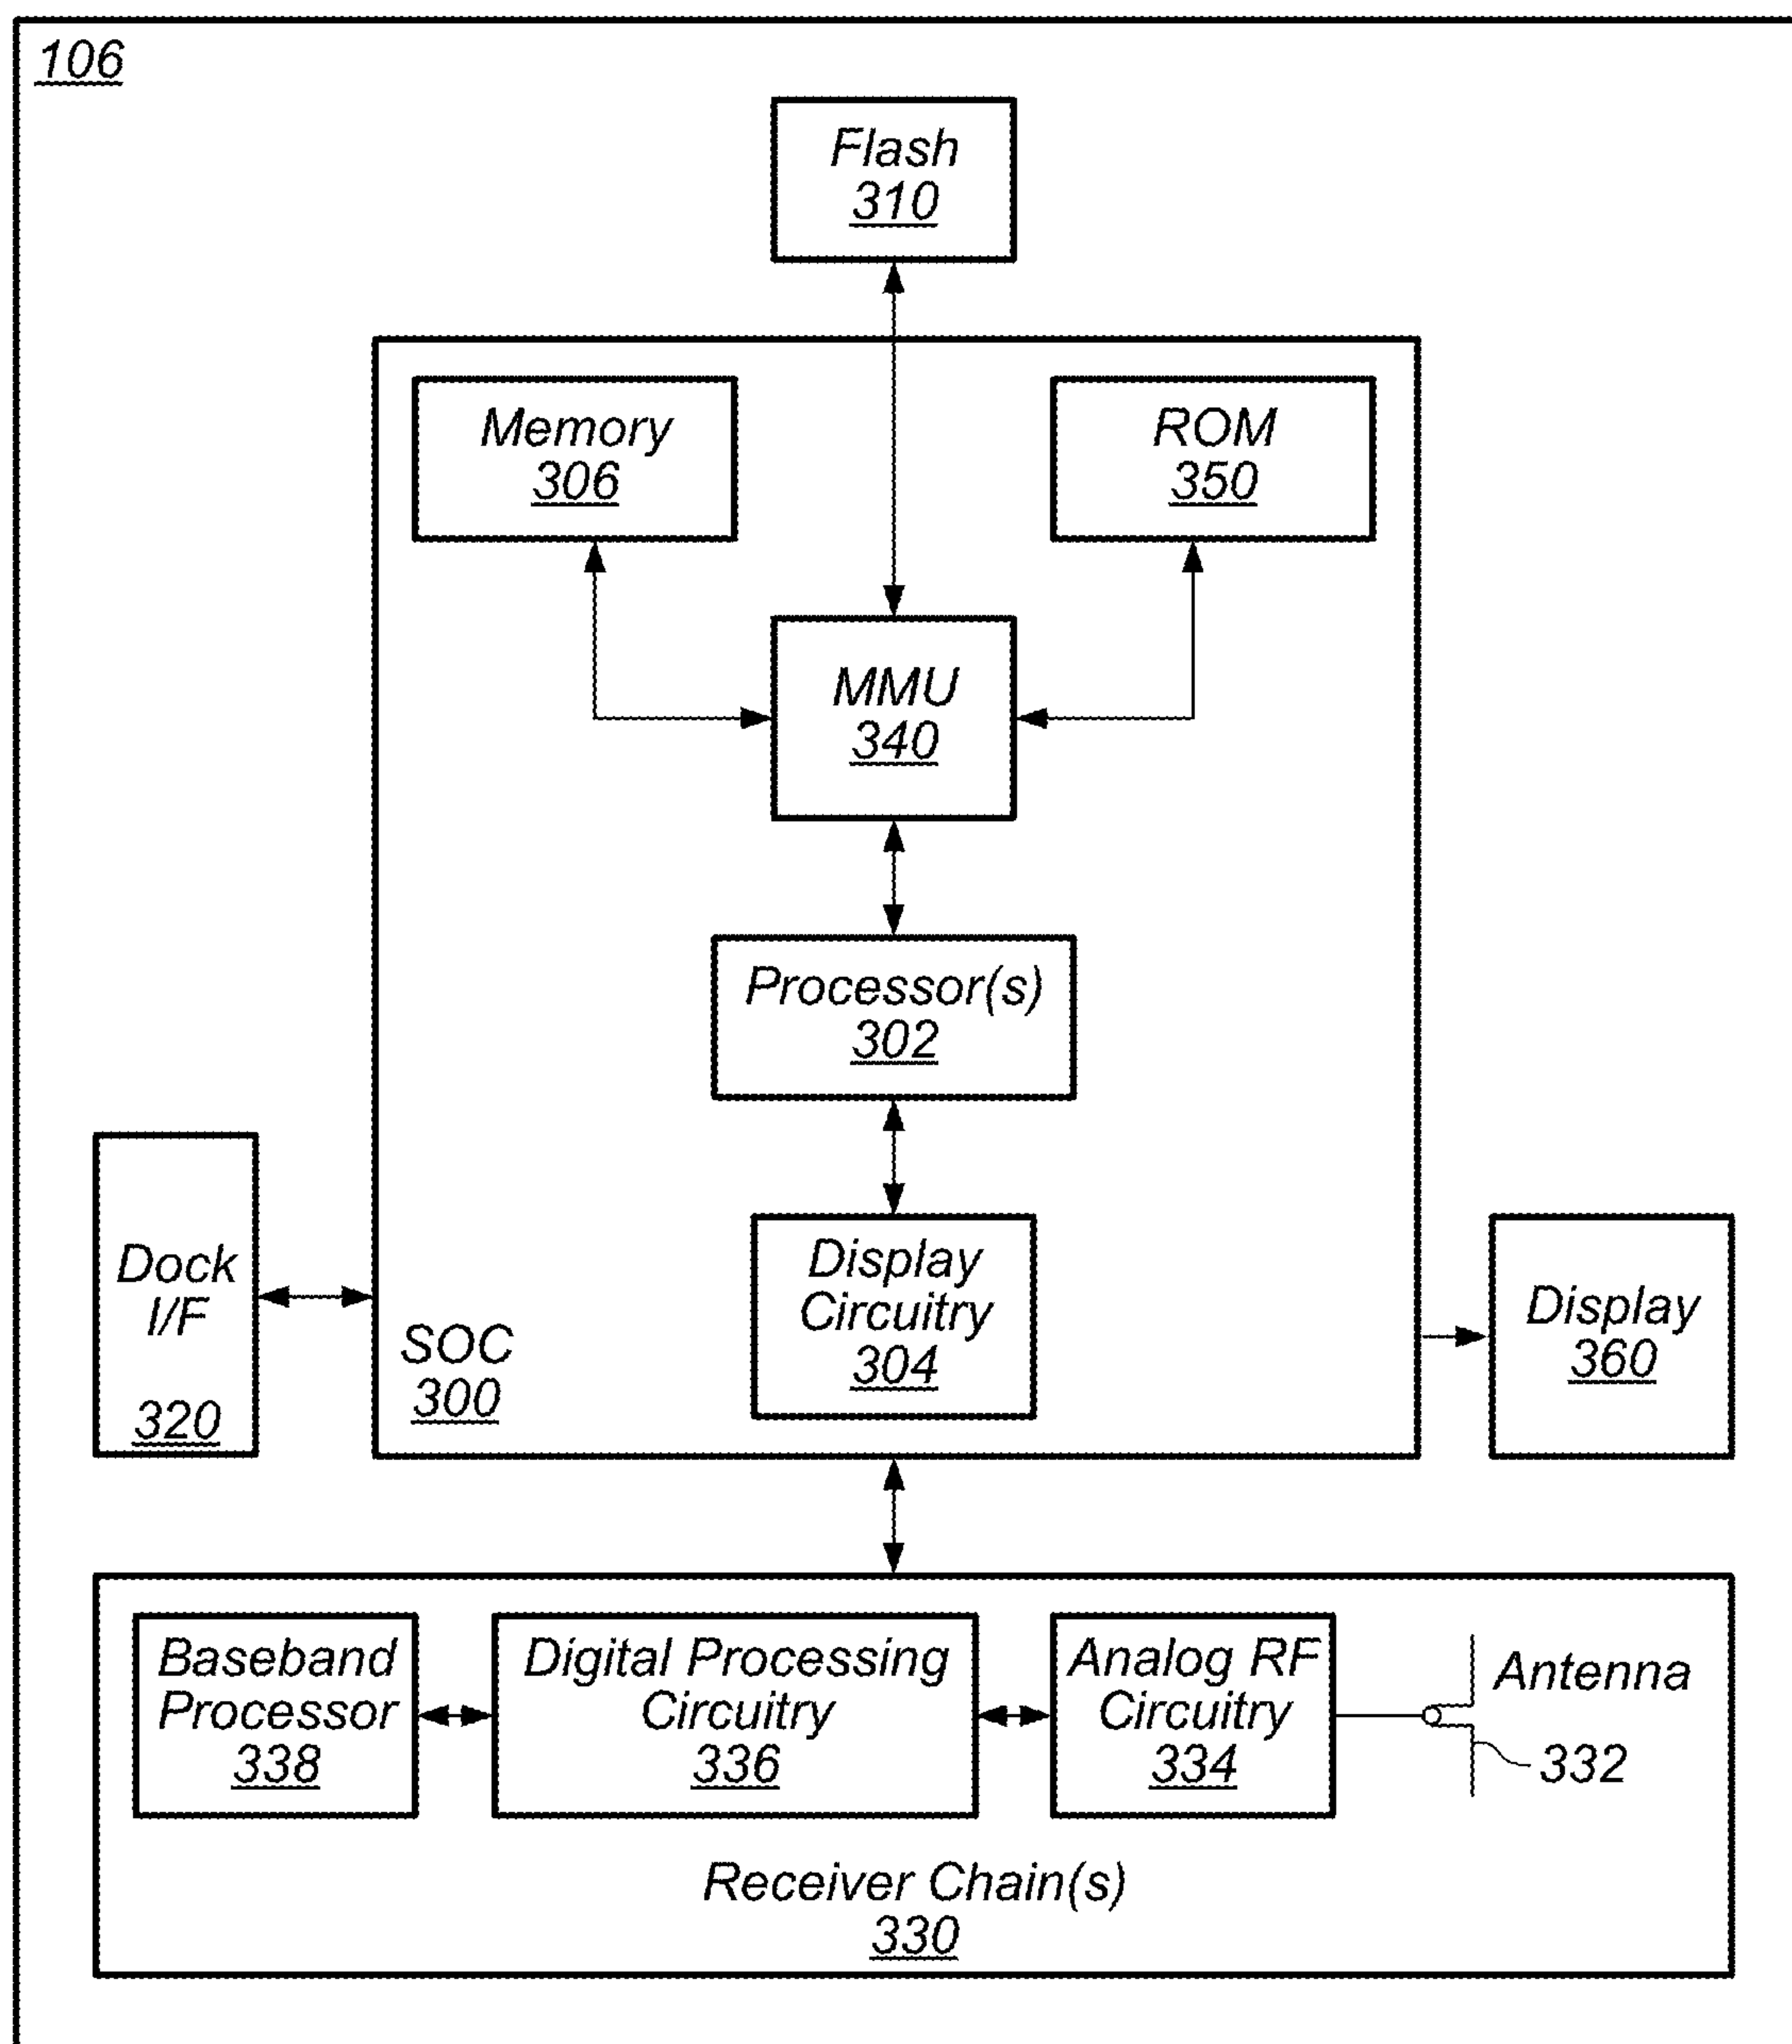 106
Flash
310
Memory
306
ROM
350
MMU
340
Processor(s)
302
Display
Circuitry
304
SOC
300
Dock
I/F
320
Display
360
Baseband
Processor
338
Digital Processing
Circuitry
336
Analog RF
Circuitry
334
Antenna
332
Receiver Chain(s)
330